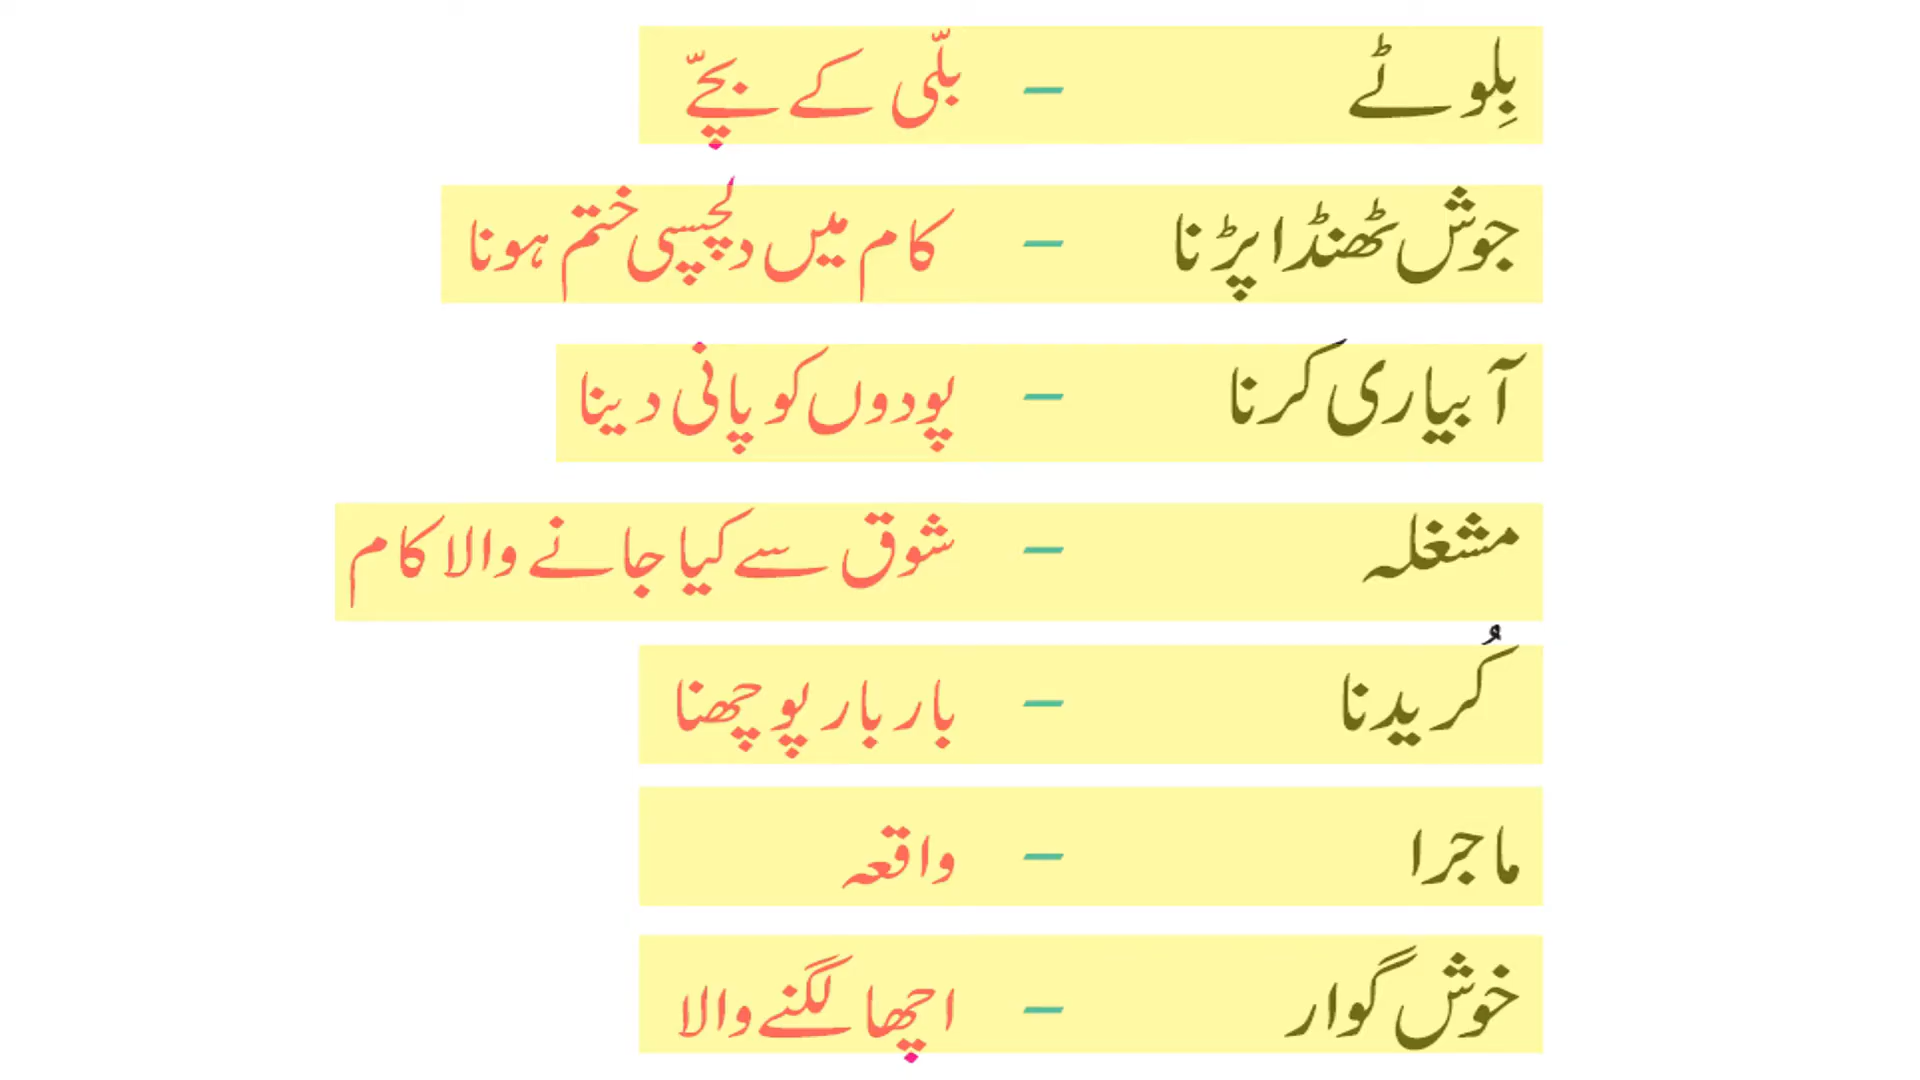 بِلوٹے – بلّی کے بچّے
جوش ٹھنڈا پڑنا – کام میں دلچسپی ختم ہونا
آبیاری کرنا – پودوں کو پانی دینا
مشغلہ – شوق سے کیا جانے والا کام
کُریدنا – بار بار پوچھنا
ماجرا – واقعہ
خوش گوار – اچھا لگنے والا